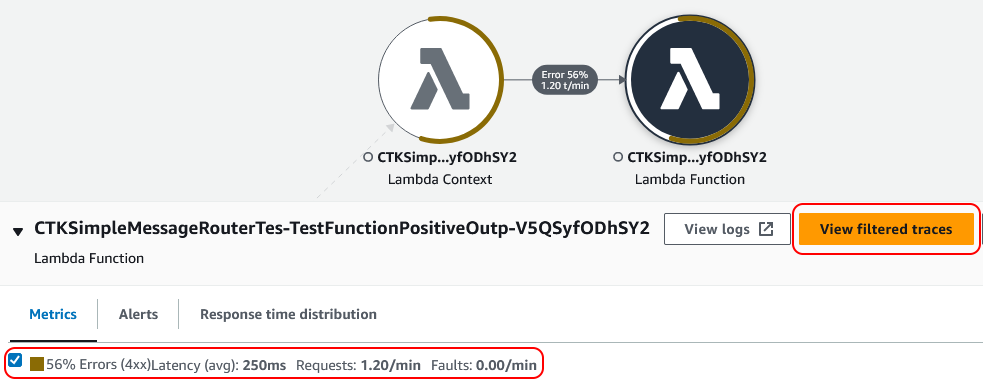 Error 56%
1.20 t/min
CTKSimp...yfODhSY2
Lambda Context
CTKSimp...yfODhSY2
Lambda Function
CTKSimpleMessageRouterTes-TestFunctionPositiveOutp-V5QSyfODhSY2
View logs
View filtered traces
Lambda Function
Metrics
Alerts
Response time distribution
56% Errors (4xx)Latency (avg): 250ms Requests: 1.20/min Faults: 0.00/min